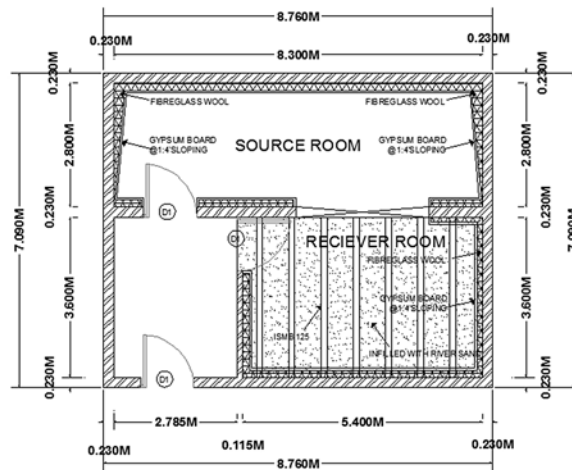 8.760M
0.230M
0.230M
8.300M
0.230M
0.230M
FIBREGLASS WOOL
FIBREGLASS WOOL
2.800M
2.800M
GYPSUM BOARD
@1:4'SLOPING
GYPSUM BOARD
@1:4'SLOPING
SOURCE ROOM
7.090M
0.230M
D1
0.230M
RECIEVER ROOM
FIBREGLASS WOOL
3.600M
3.600M
GYPSUM BOARD
@1:4'SLOPING
ISMB 125
INFILLED WITH RIVER SAND
0.230M
D1
0.230M
2.785M
5.400M
0.230M
0.115M
0.230M
8.760M